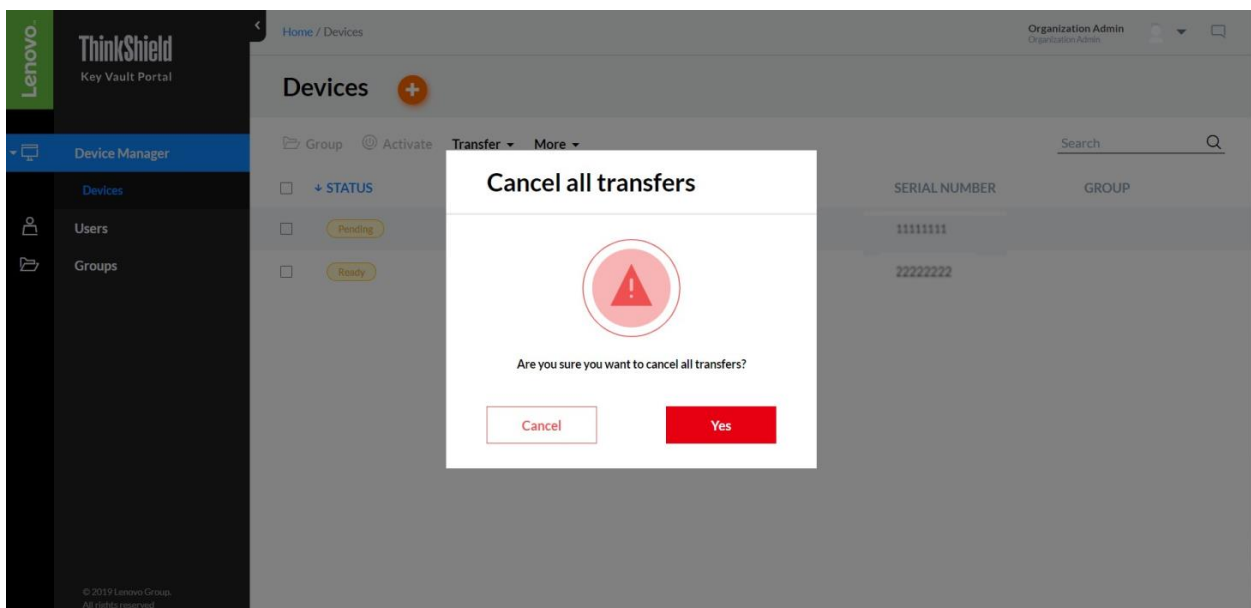 Lenovo
ThinkShield
Key Vault Portal
Home / Devices
Organization Admin
Organization Admin
Devices
Device Manager
Devices
Users
Groups
Group Activate Transfer More
Search
STATUS SERIAL NUMBER GROUP
Pending 11111111
Ready 22222222
Cancel all transfers
Are you sure you want to cancel all transfers?
Cancel Yes
© 2019 Lenovo Group.
All rights reserved